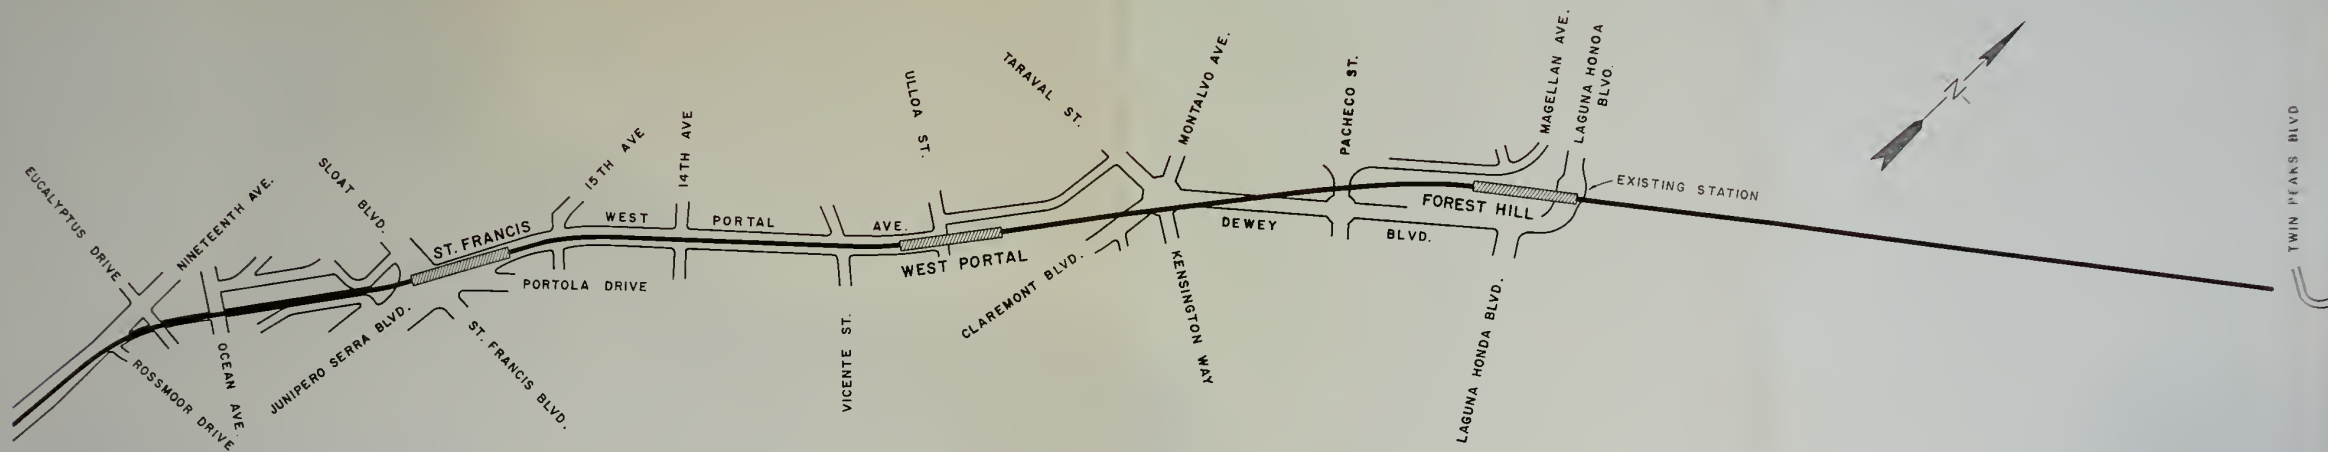 EUCALYPTUS DRIVE
NINETEENTH AVE.
SLOAT BLVD.
ST. FRANCIS
15TH AVE
WEST
14TH AVE
PORTAL
AVE.
ULLOA ST.
TARAVAL ST.
MONTALVO AVE.
PACHECO ST.
MAGELLAN AVE.
LAGUNA HONOA
BLVO.
N
TWIN PEAKS BLVD
EXISTING STATION
FOREST HILL
DEWEY
BLVD.
WEST PORTAL
PORTOLA DRIVE
ROSSMOOR DRIVE
OCEAN AVE.
JUNIPERO SERRA BLVD.
ST. FRANCIS BLVD.
VICENTE ST.
CLAREMONT BLVD.
KENSINGTON WAY
LAGUNA HONDA BLVD.